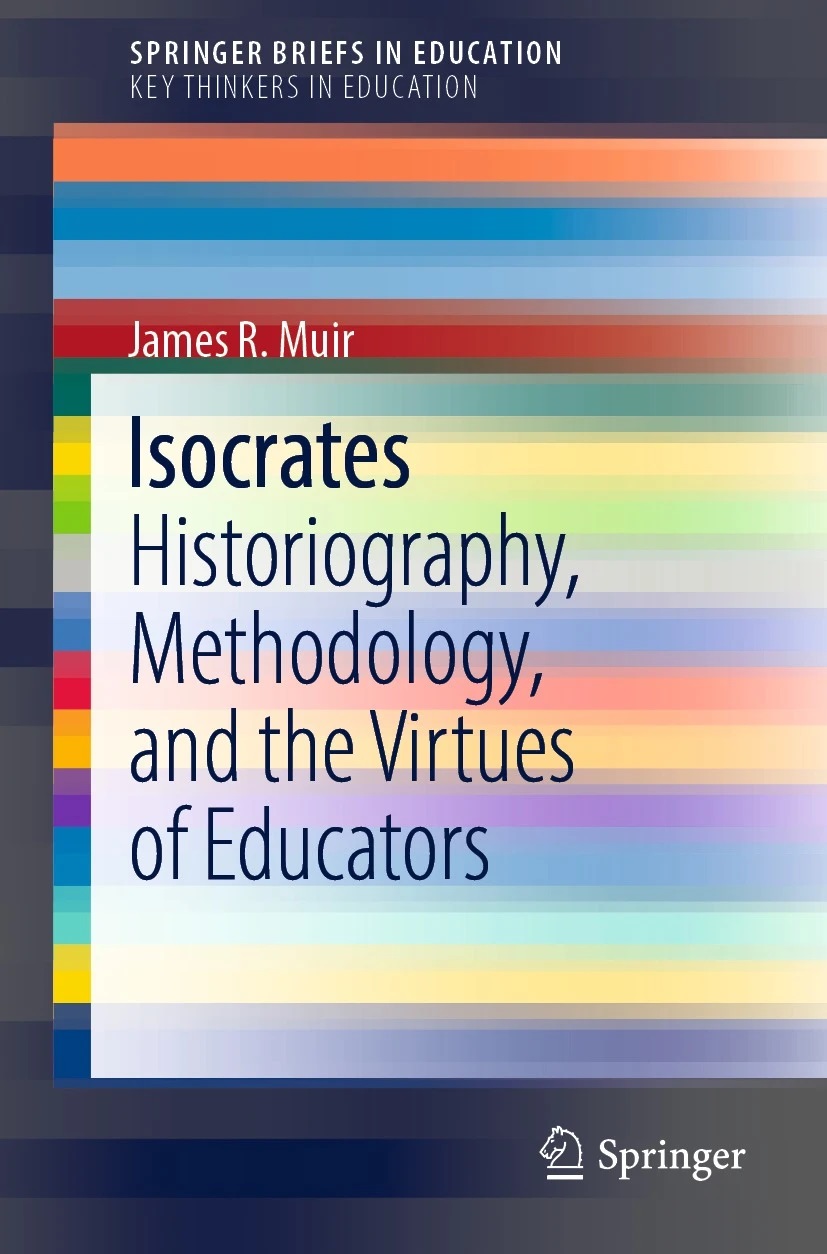 SPRINGER BRIEFS IN EDUCATION
KEY THINKERS IN EDUCATION
James R. Muir
Isocrates
Historiography,
Methodology,
and the Virtues
of Educators
Springer